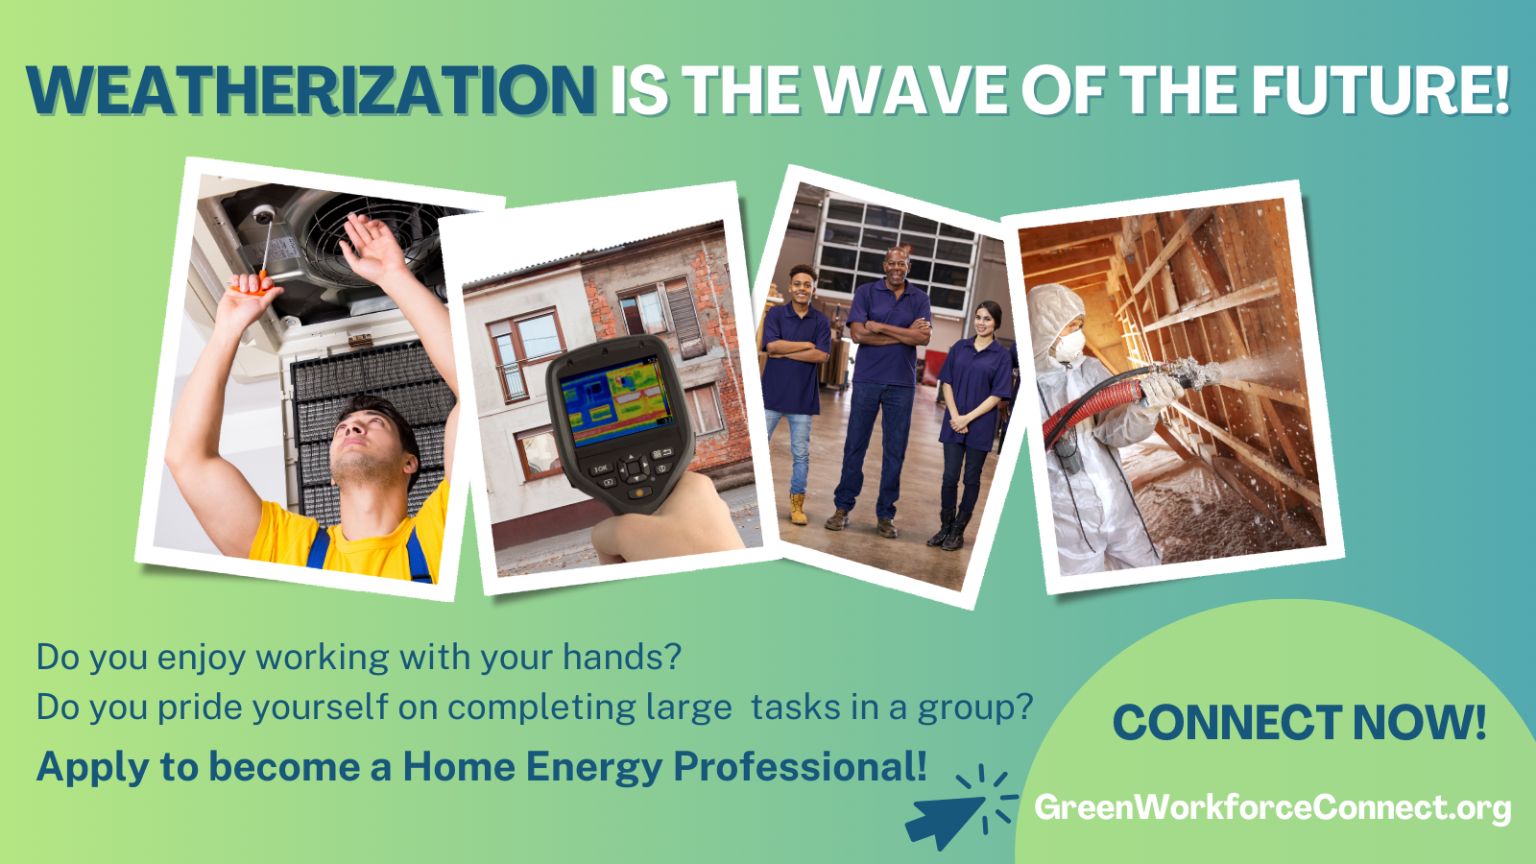 WEATHERIZATION IS THE WAVE OF THE FUTURE!
Do you enjoy working with your hands?
Do you pride yourself on completing large  tasks in a group?
Apply to become a Home Energy Professional!
CONNECT NOW!
GreenWorkforceConnect.org